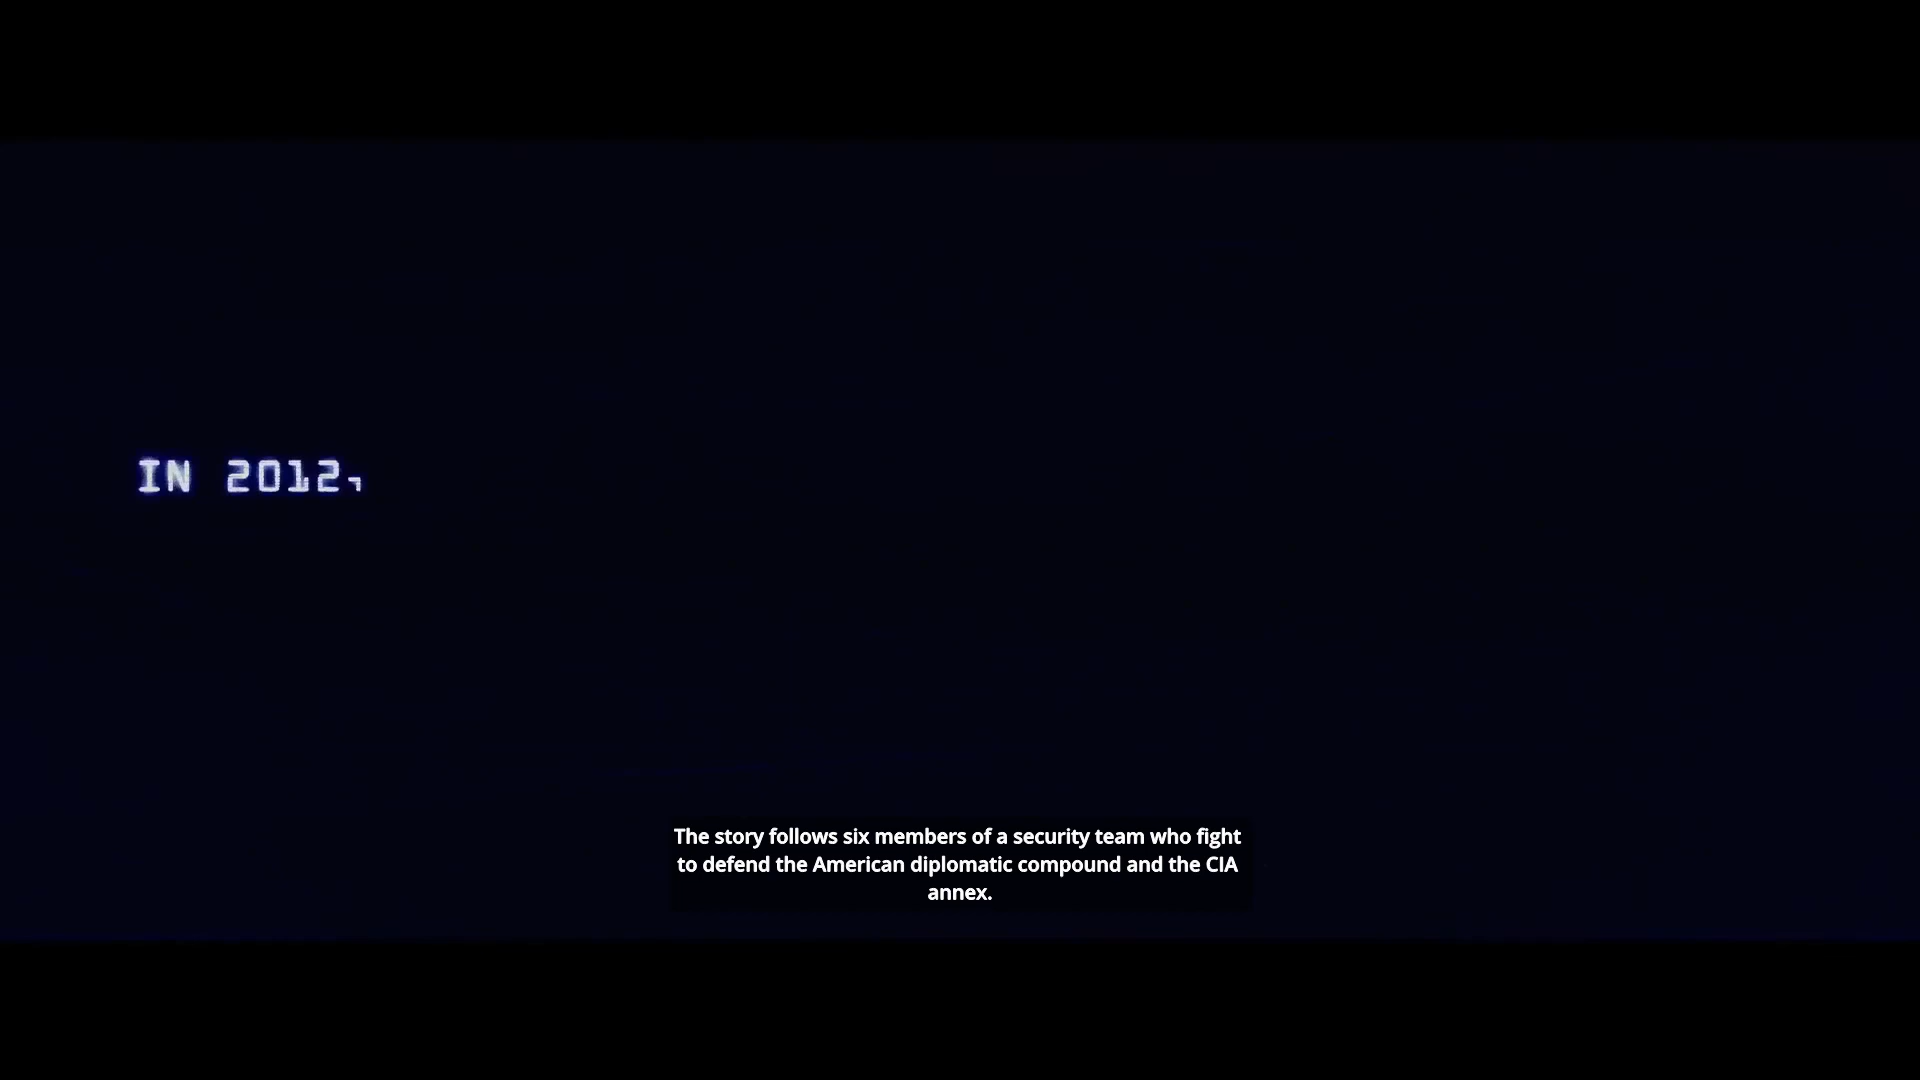 IN 2012,
The story follows six members of a security team who fight
to defend the American diplomatic compound and the CIA
annex.